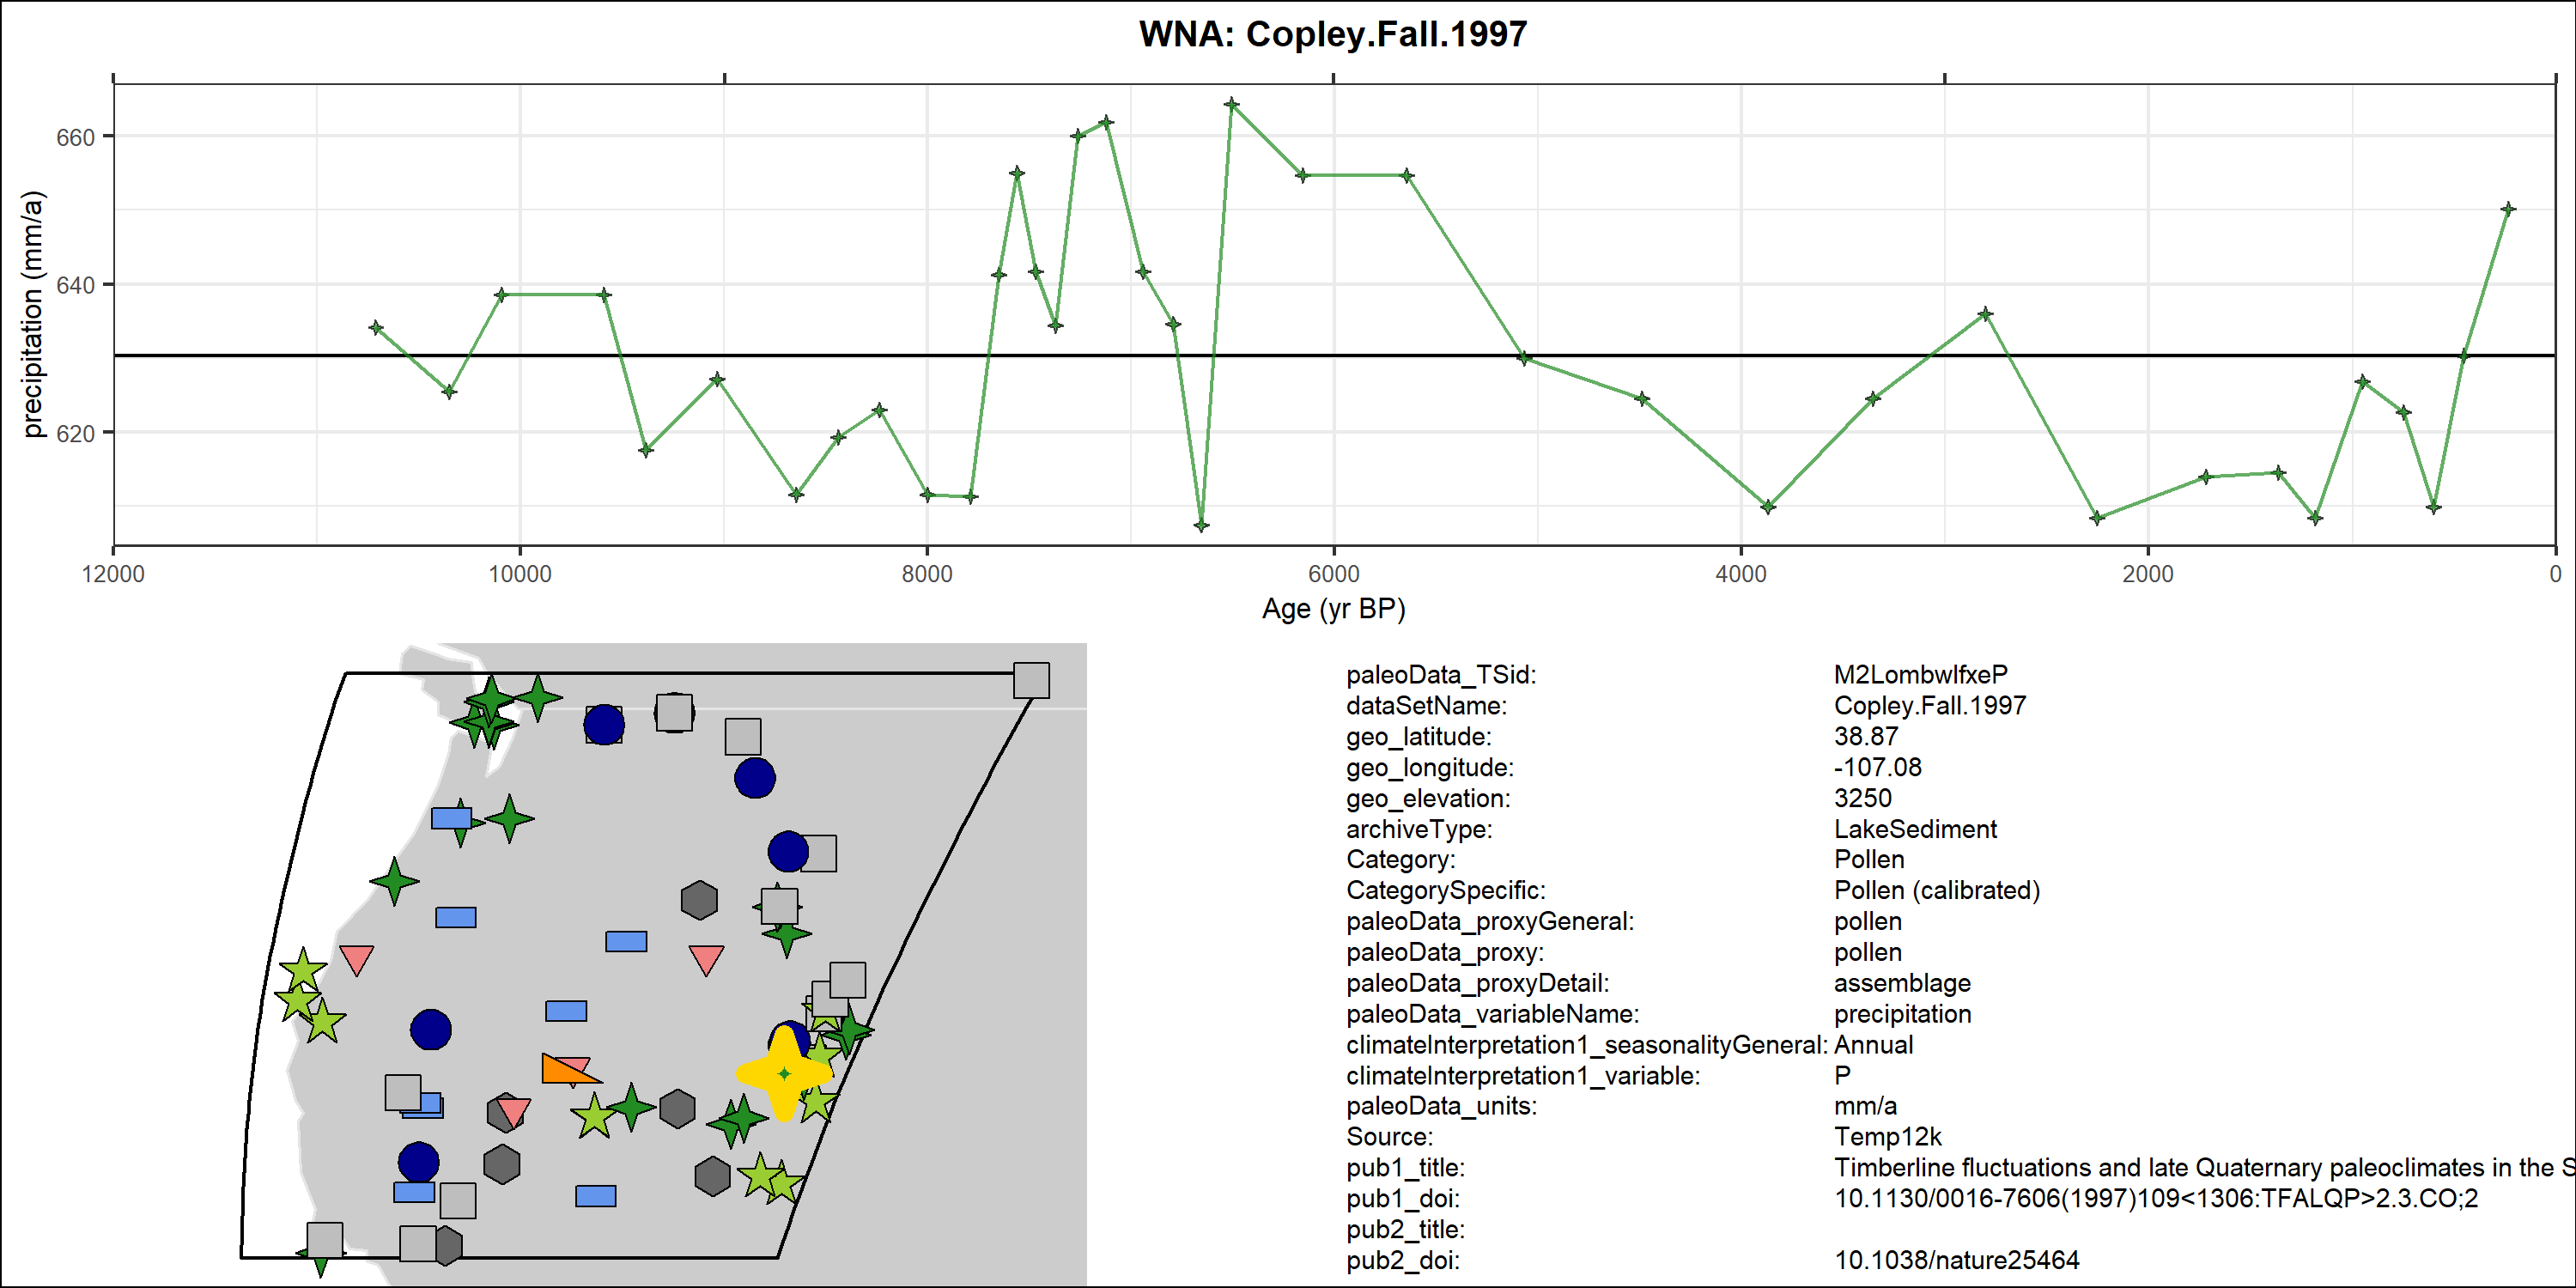 WNA: Copley.Fall.1997
660
640
620
precipitation (mm/a)
12000 10000 8000 6000 4000 2000 0
Age (yr BP)
paleoData_TSid: M2LombwlfxeP
dataSetName: Copley.Fall.1997
geo_latitude: 38.87
geo_longitude: -107.08
geo_elevation: 3250
archiveType: LakeSediment
Category: Pollen
CategorySpecific: Pollen (calibrated)
paleoData_proxyGeneral: pollen
paleoData_proxy: pollen
paleoData_proxyDetail: assemblage
paleoData_variableName: precipitation
climateInterpretation1_seasonalityGeneral: Annual
climateInterpretation1_variable: P
paleoData_units: mm/a
Source: Temp12k
pub1_title: Timberline fluctuations and late Quaternary paleoclimates in the S
pub1_doi: 10.1130/0016-7606(1997)109<1306:TFALQP>2.3.CO;2
pub2_title:
pub2_doi: 10.1038/nature25464